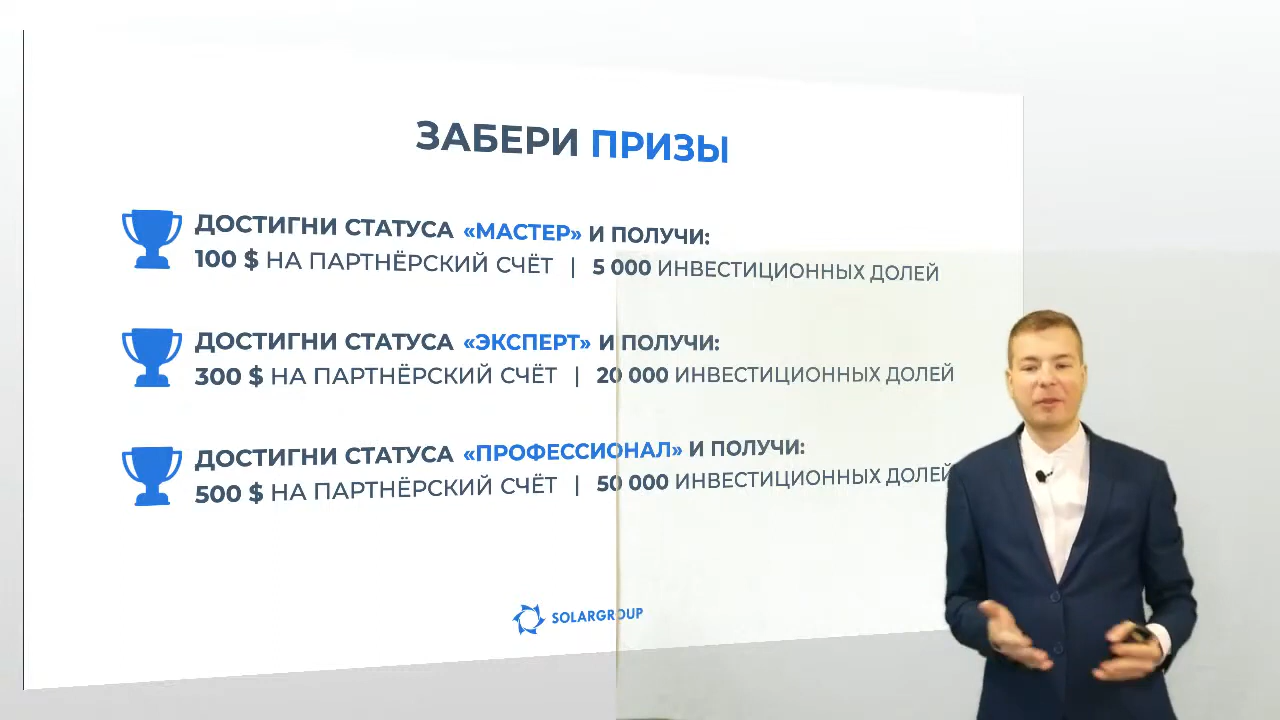 ЗАБЕРИ ПРИЗЫ
ДОСТИГНИ СТАТУСА «МАСТЕР» И ПОЛУЧИ:
100 $ НА ПАРТНЁРСКИЙ СЧЁТ | 5 000 ИНВЕСТИЦИОННЫХ ДОЛЕЙ
ДОСТИГНИ СТАТУСА «ЭКСПЕРТ» И ПОЛУЧИ:
300 $ НА ПАРТНЁРСКИЙ СЧЁТ | 20 000 ИНВЕСТИЦИОННЫХ ДОЛЕЙ
ДОСТИГНИ СТАТУСА «ПРОФЕССИОНАЛ» И ПОЛУЧИ:
500 $ НА ПАРТНЁРСКИЙ СЧЁТ | 50 000 ИНВЕСТИЦИОННЫХ ДОЛЕЙ
SOLARGROUP